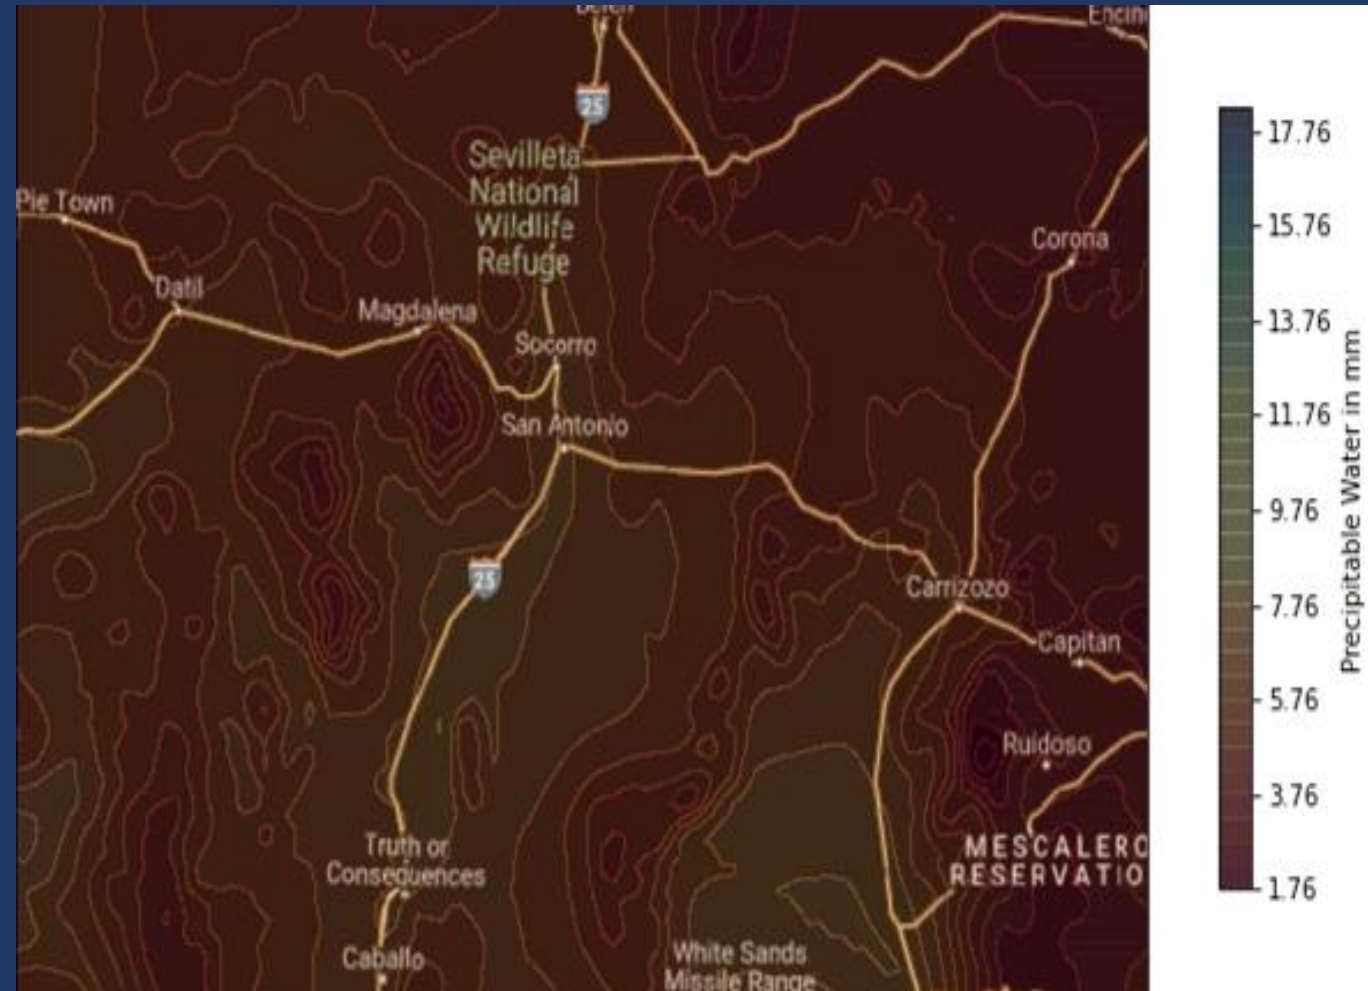 Belen
Encino
25
Sevilleta
National
Wildlife
Refuge
Pie Town
Corona
Datil
Magdalena
Socorro
San Antonio
25
Carrizozo
Capitan
Ruidoso
Truth or
Consequences
MESCALERO
RESERVATIO
Caballo
White Sands
Missile Range
17.76
15.76
13.76
11.76
9.76
7.76
5.76
3.76
1.76
Precipitable Water in mm